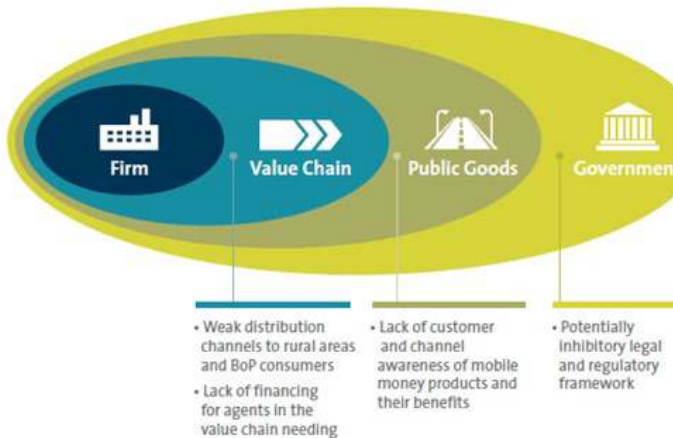 Firm
Value Chain
Public Goods
Governmen
• Weak distribution
channels to rural areas
and BoP consumers
• Lack of financing
for agents in the
value chain needing
• Lack of customer
and channel
awareness of mobile
money products and
their benefits
• Potentially
inhibitory legal
and regulatory
framework